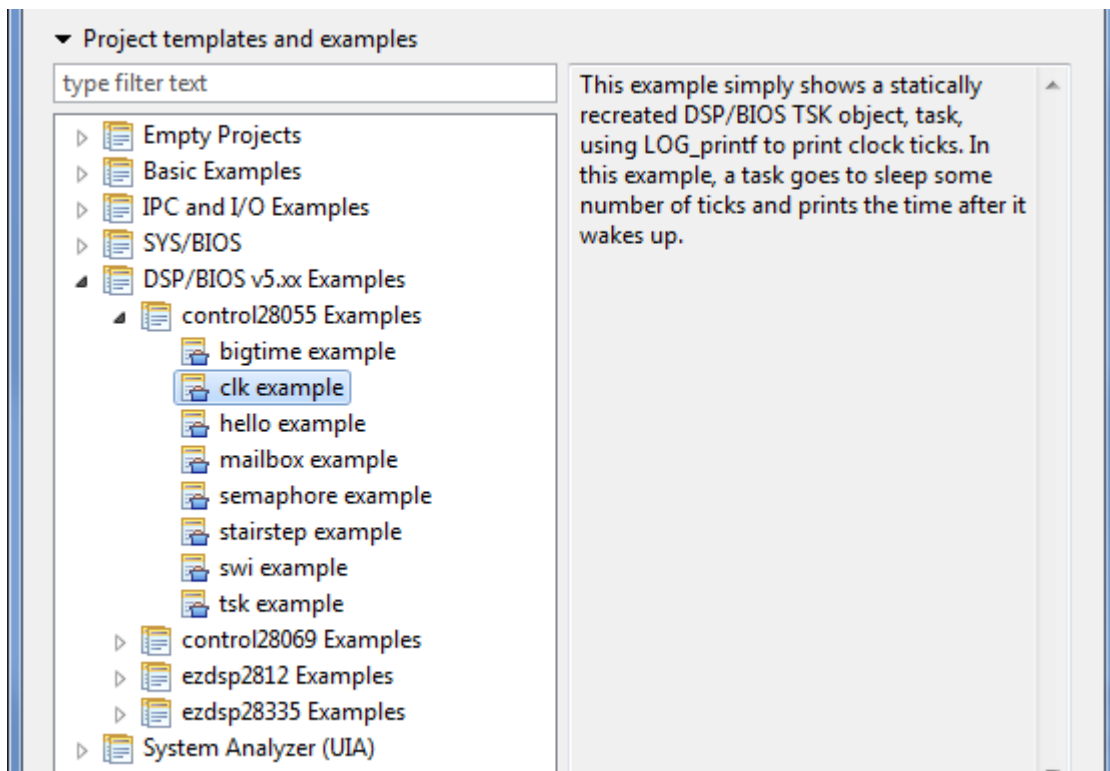 Project templates and examples
type filter text
Empty Projects
Basic Examples
IPC and I/O Examples
SYS/BIOS
DSP/BIOS v5.xx Examples
control28055 Examples
bigtime example
clk example
hello example
mailbox example
semaphore example
stairstep example
swi example
tsk example
control28069 Examples
ezdsp2812 Examples
ezdsp28335 Examples
System Analyzer (UIA)
This example simply shows a statically
recreated DSP/BIOS TSK object, task,
using LOG_printf to print clock ticks. In
this example, a task goes to sleep some
number of ticks and prints the time after it
wakes up.